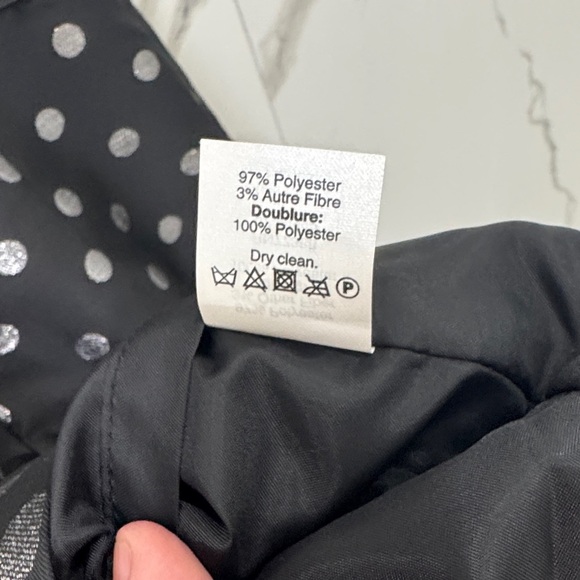 97% Polyester
3% Autre Fibre
Doublure:
100% Polyester
Dry clean.
P